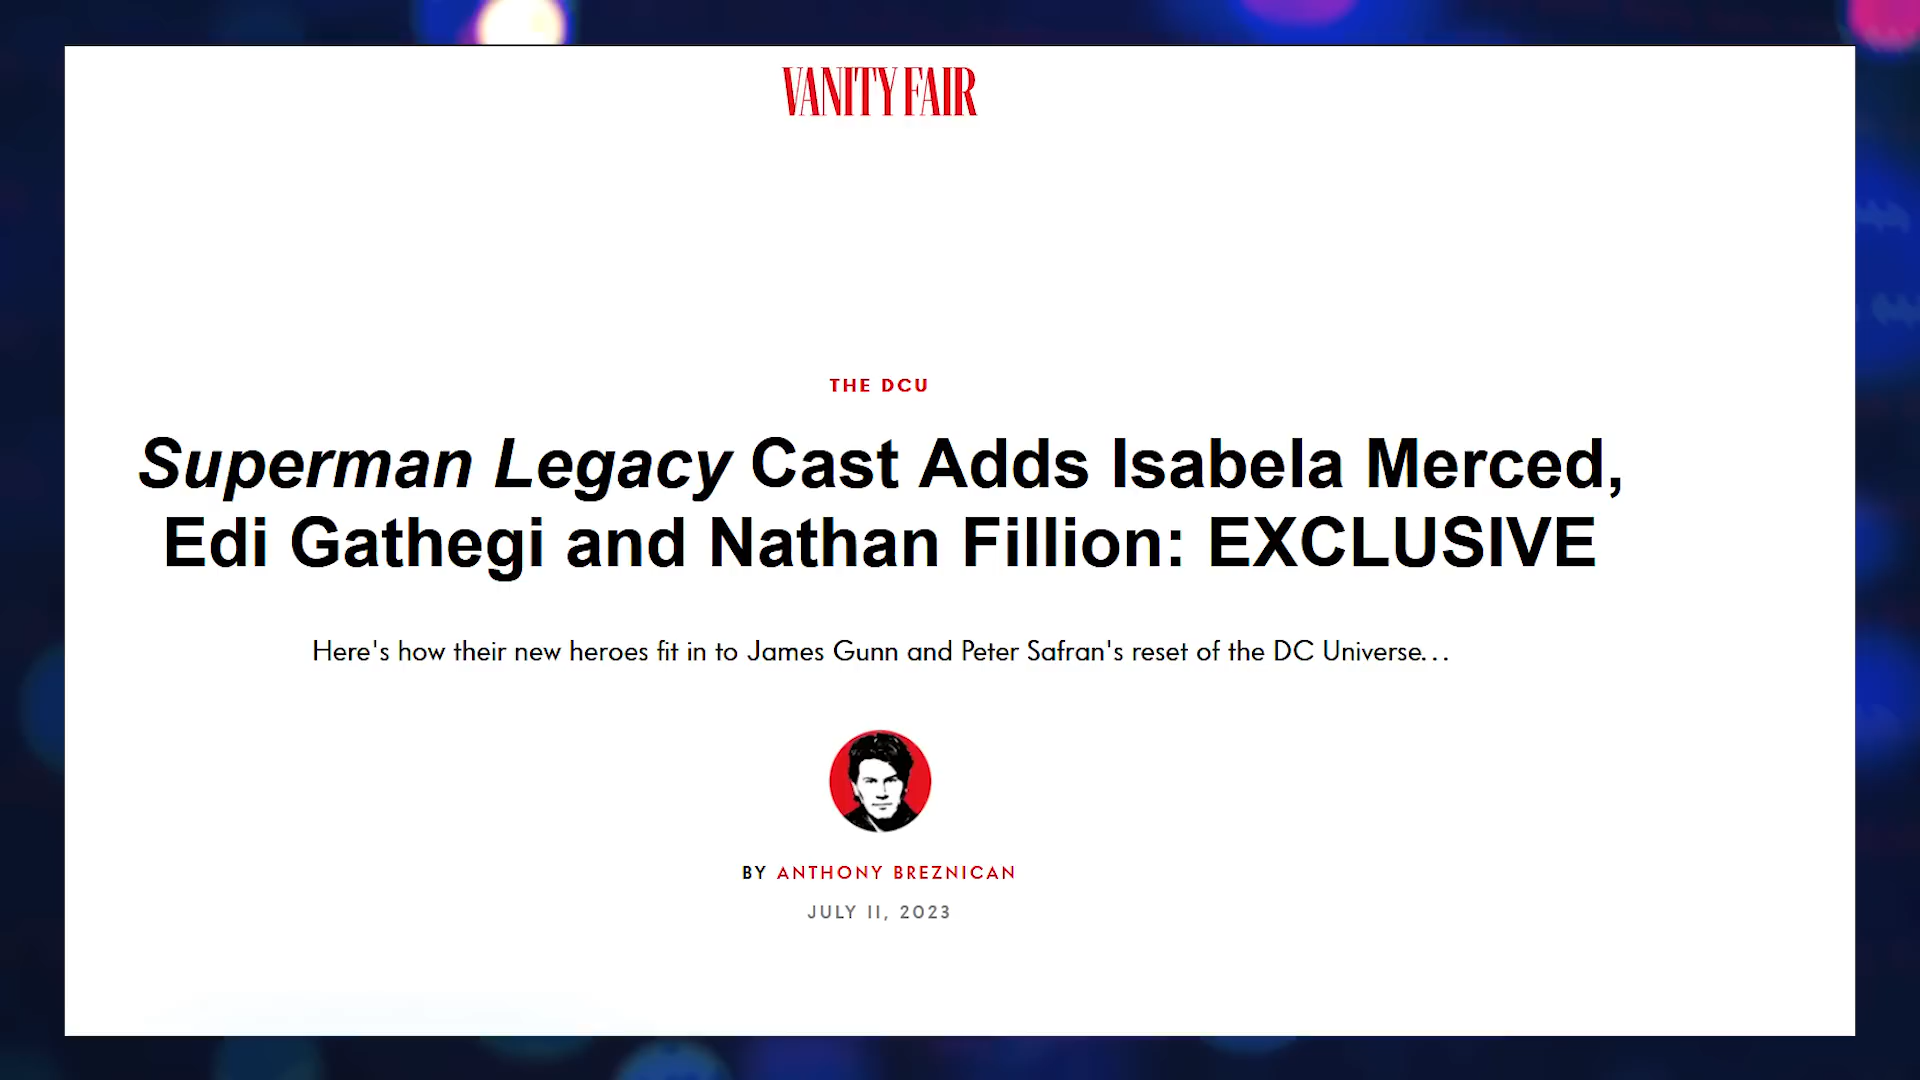 VANITY FAIR
THE DCU
Superman Legacy Cast Adds Isabela Merced,
Edi Gathegi and Nathan Fillion: EXCLUSIVE
Here's how their new heroes fit in to James Gunn and Peter Safran's reset of the DC Universe...
BY ANTHONY BREZNICAN
JULY 11, 2023